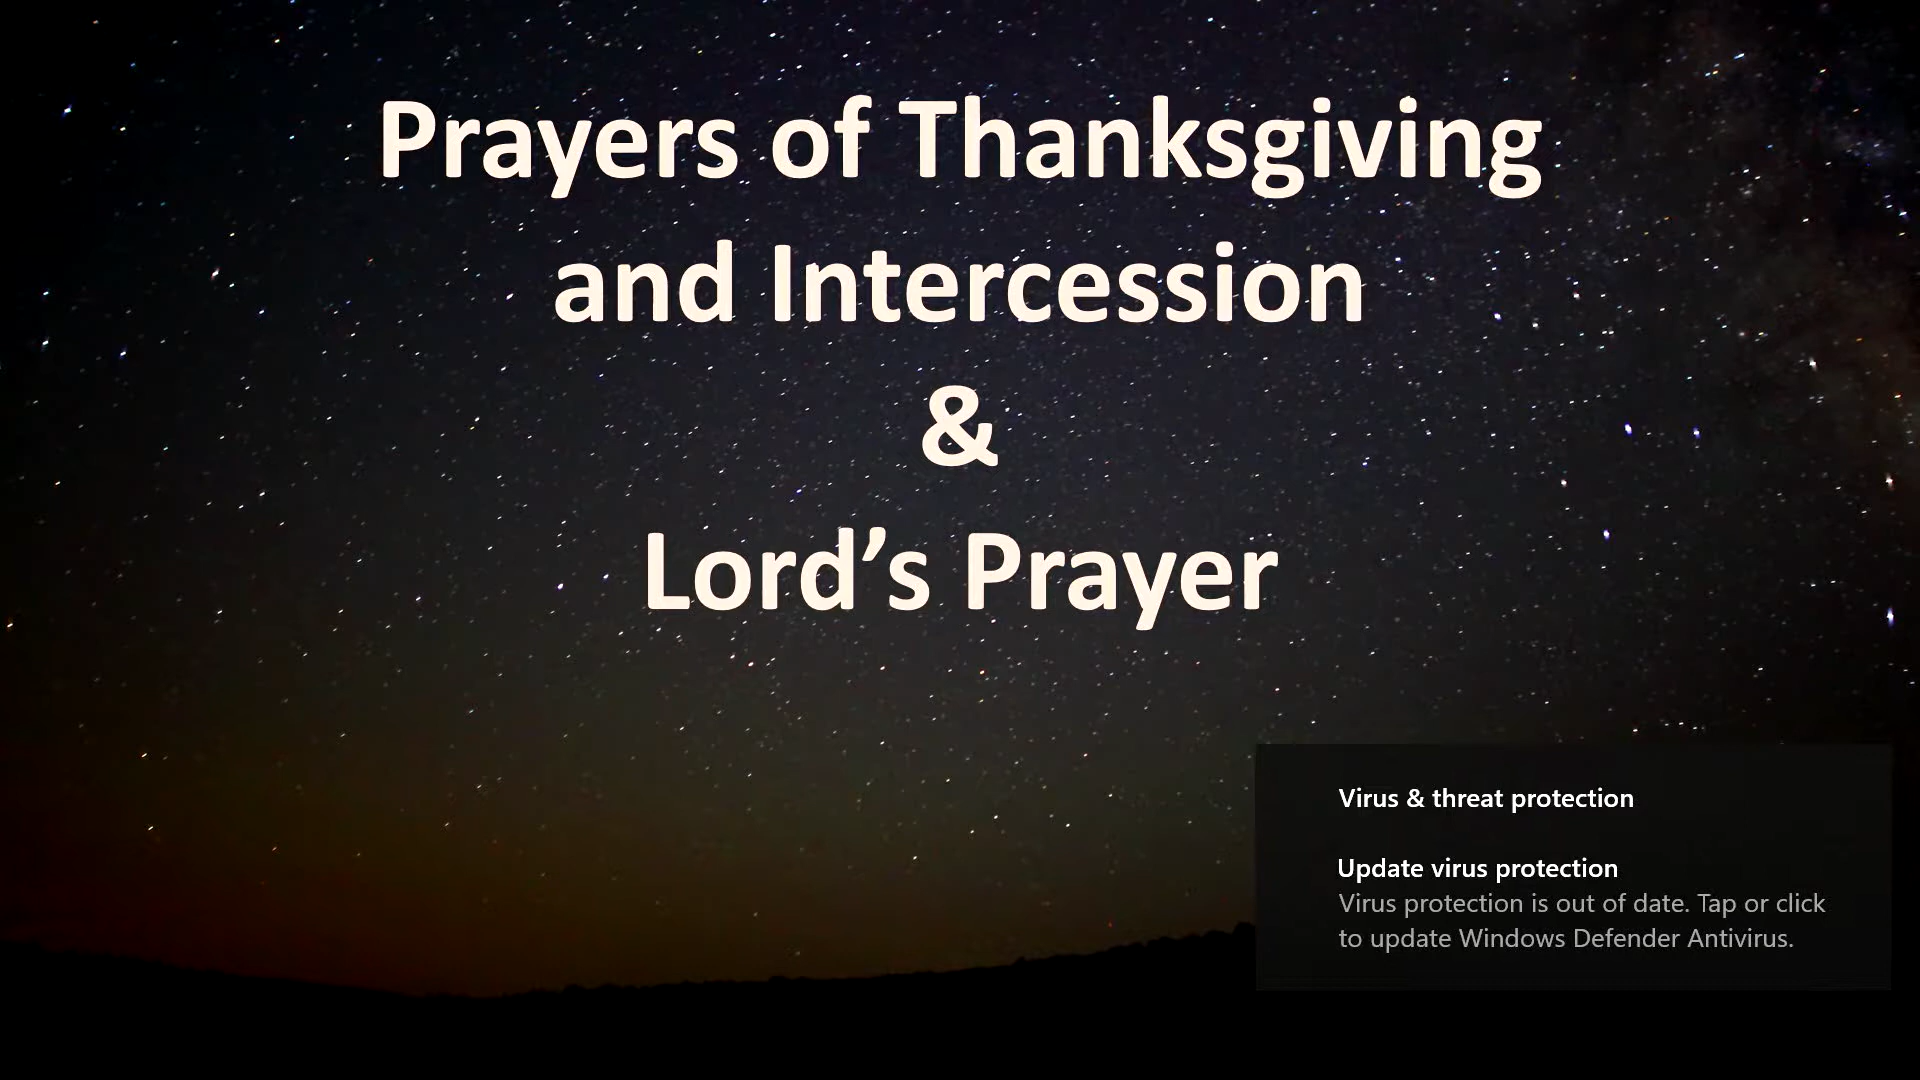 Prayers of Thanksgiving
and Intercession
&
Lord’s Prayer
Virus & threat protection
Update virus protection
Virus protection is out of date. Tap or click
to update Windows Defender Antivirus.